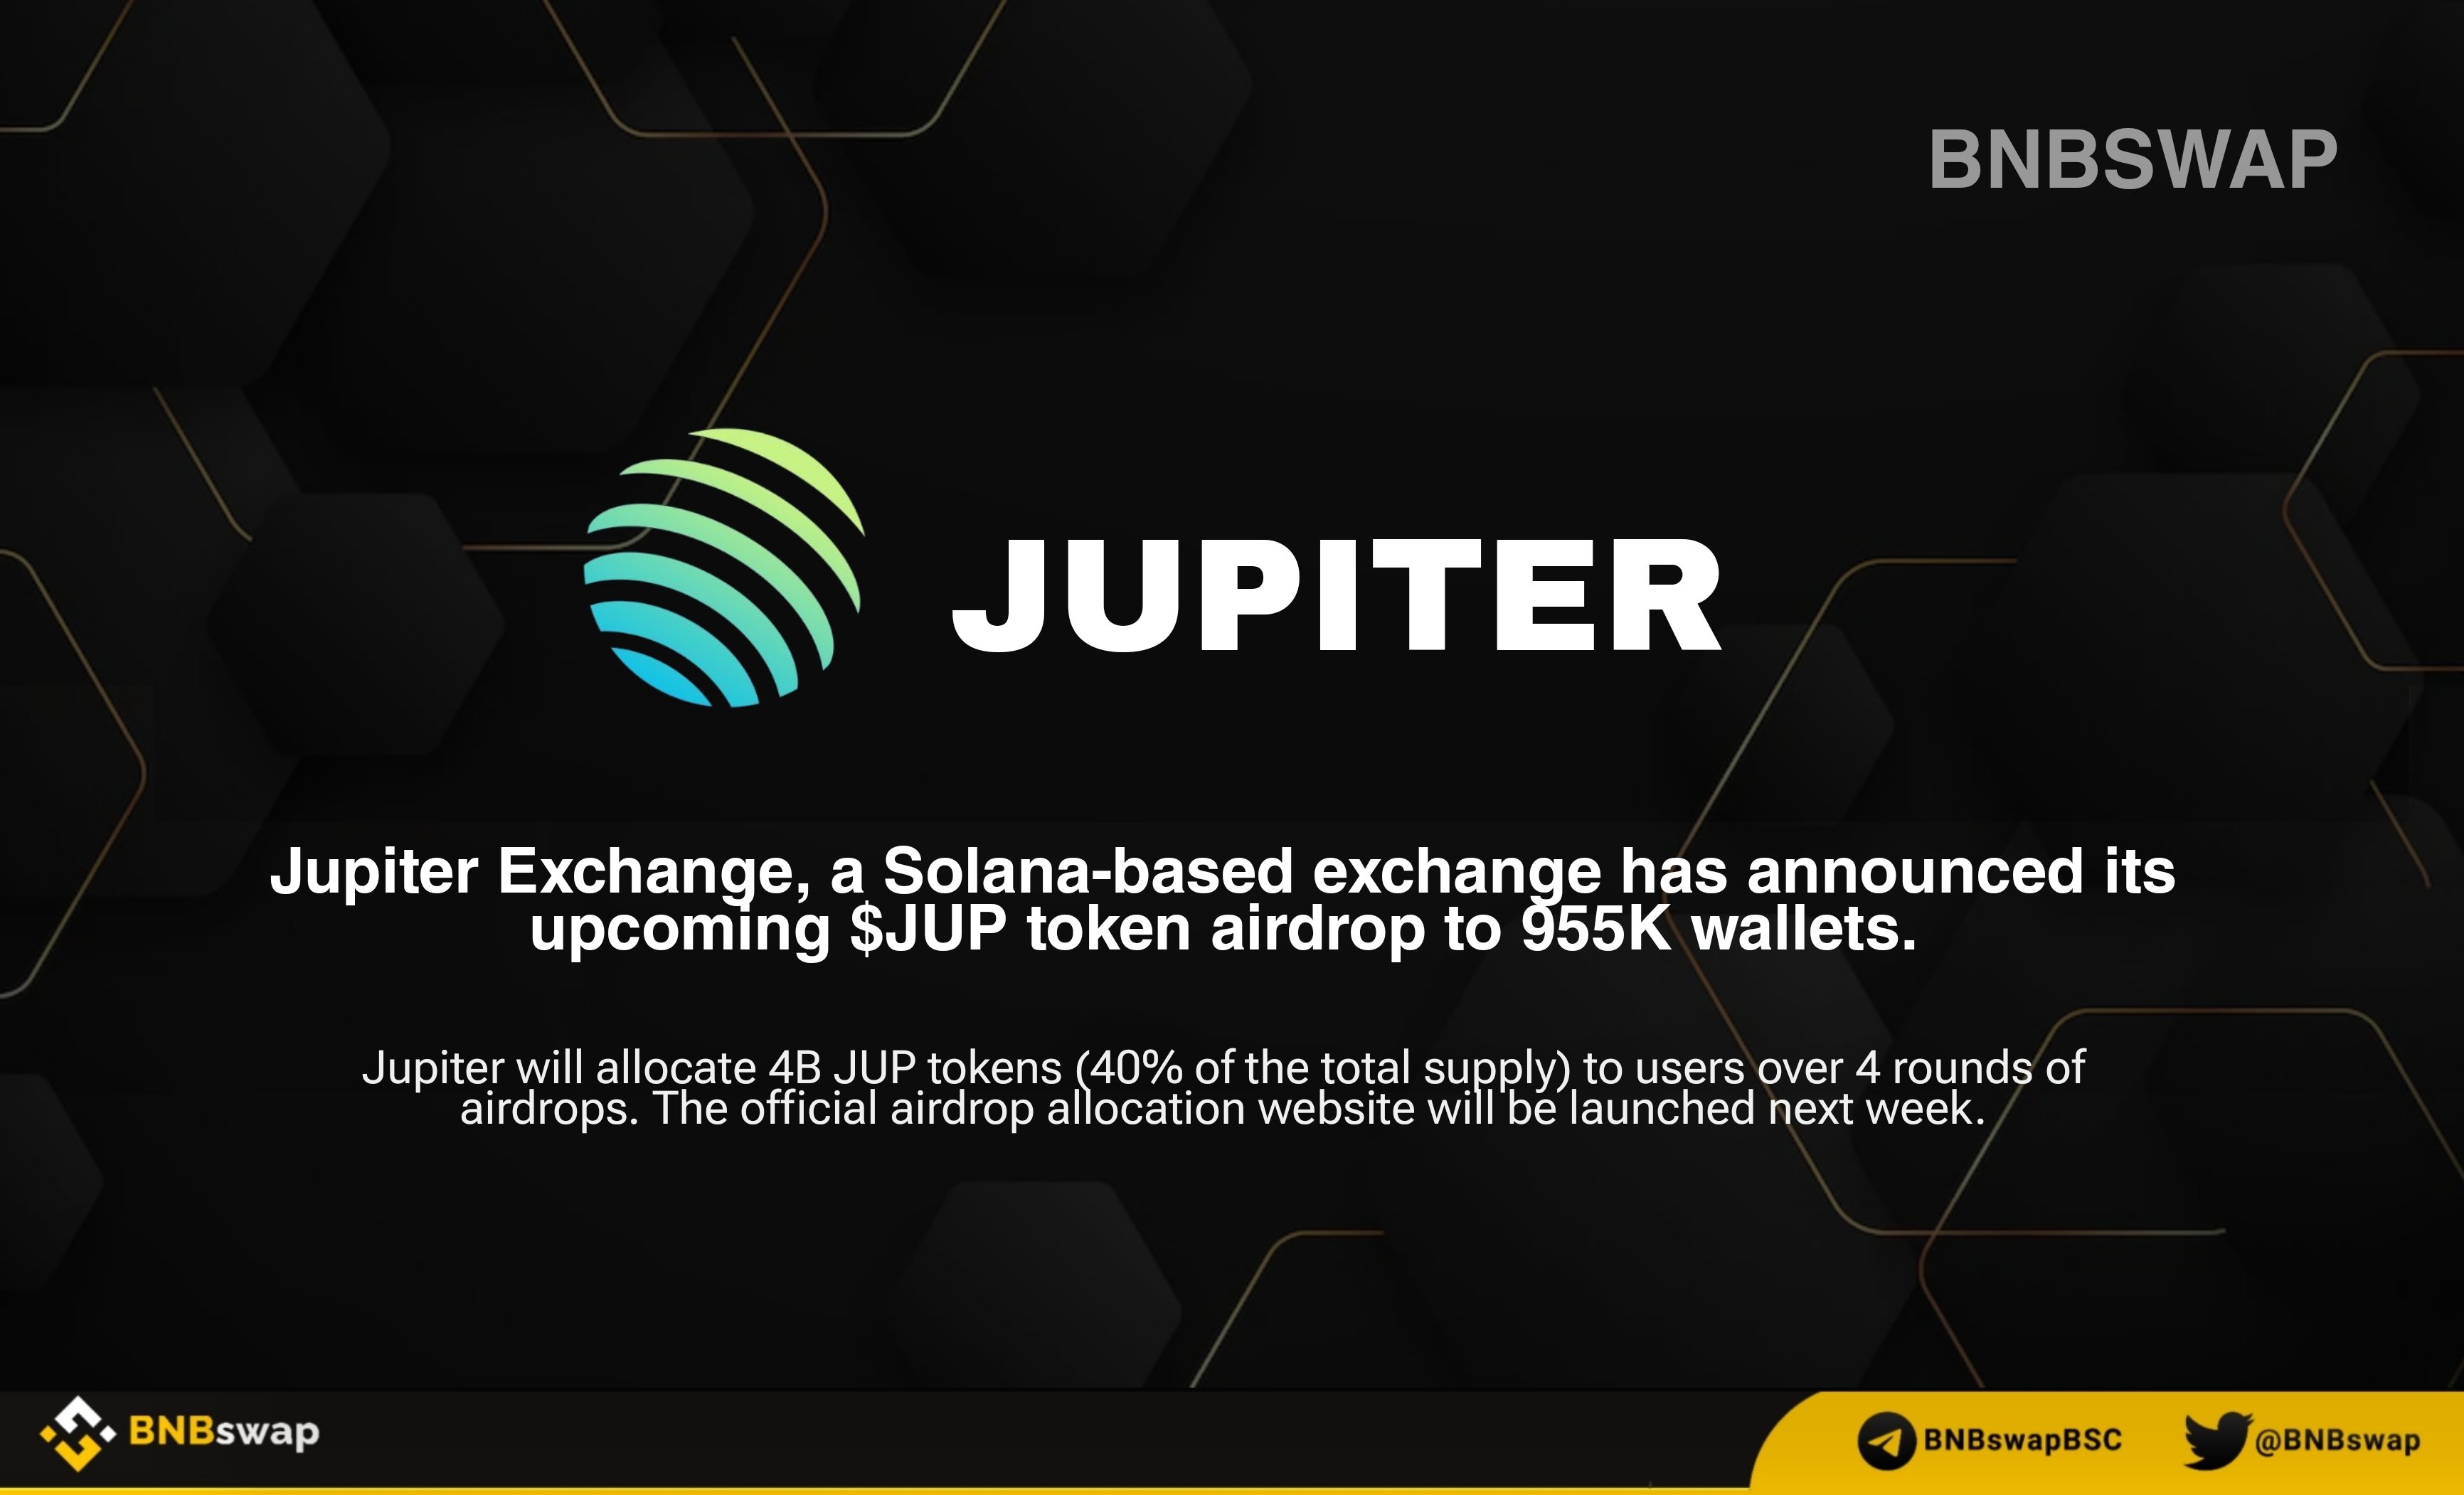 BNBSWAP
JUPITER
Jupiter Exchange, a Solana-based exchange has announced its
upcoming $JUP token airdrop to 955K wallets.
Jupiter will allocate 4B JUP tokens (40% of the total supply) to users over 4 rounds of
airdrops. The official airdrop allocation website will be launched next week.
BNBswap
BNBswapBSC
@BNBswap